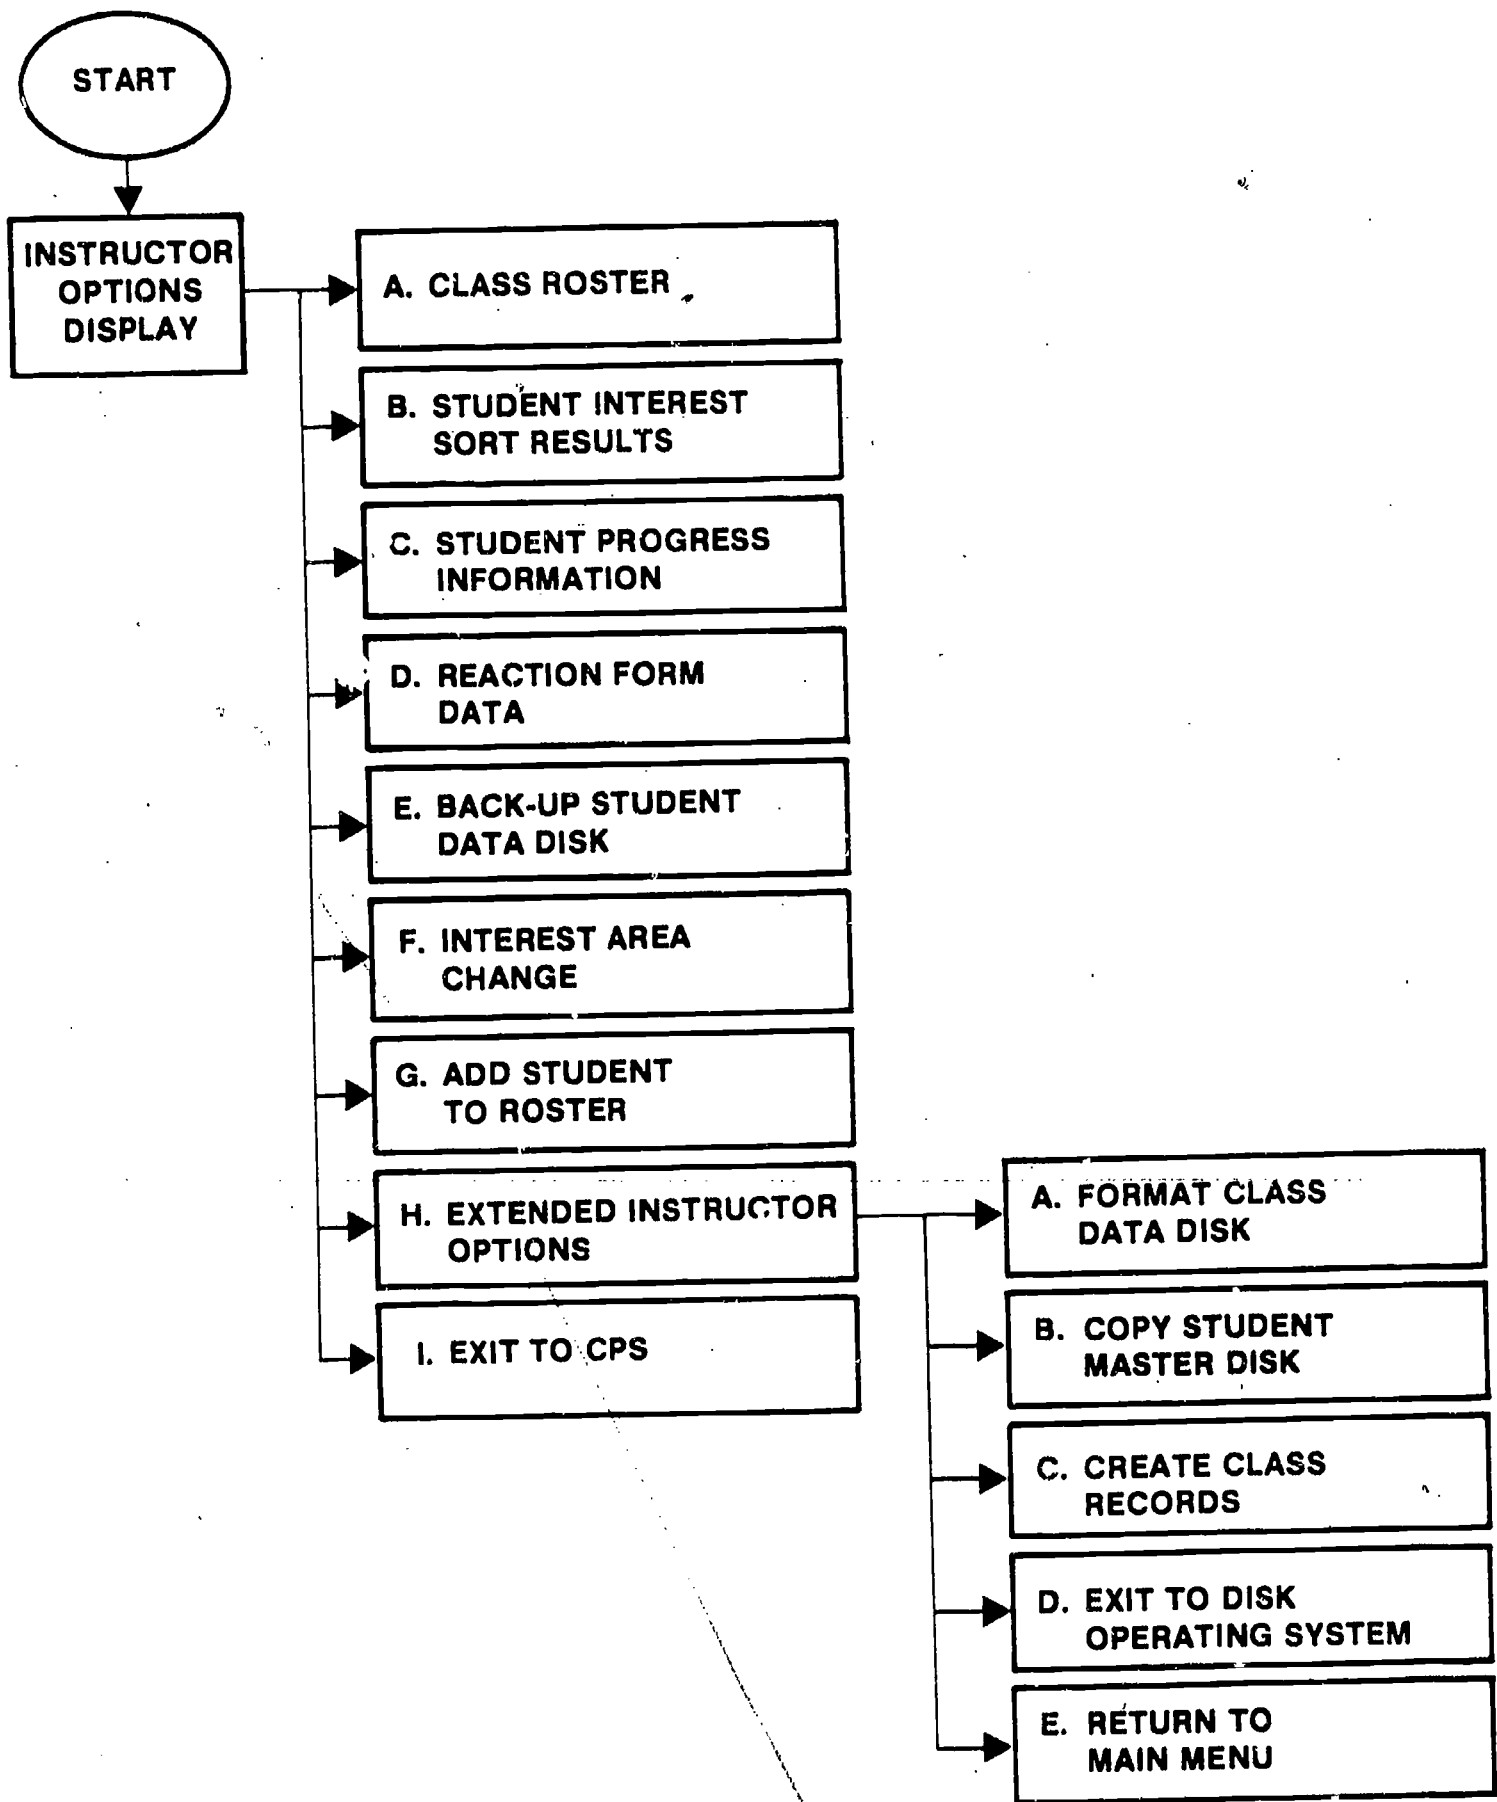 START
INSTRUCTOR
OPTIONS
DISPLAY
A. CLASS ROSTER
B. STUDENT INTEREST
SORT RESULTS
C. STUDENT PROGRESS
INFORMATION
D. REACTION FORM
DATA
E. BACK-UP STUDENT
DATA DISK
F. INTEREST AREA
CHANGE
G. ADD STUDENT
TO ROSTER
H. EXTENDED INSTRUCTOR
OPTIONS
I. EXIT TO CPS
A. FORMAT CLASS
DATA DISK
B. COPY STUDENT
MASTER DISK
C. CREATE CLASS
RECORDS
D. EXIT TO DISK
OPERATING SYSTEM
E. RETURN TO
MAIN MENU